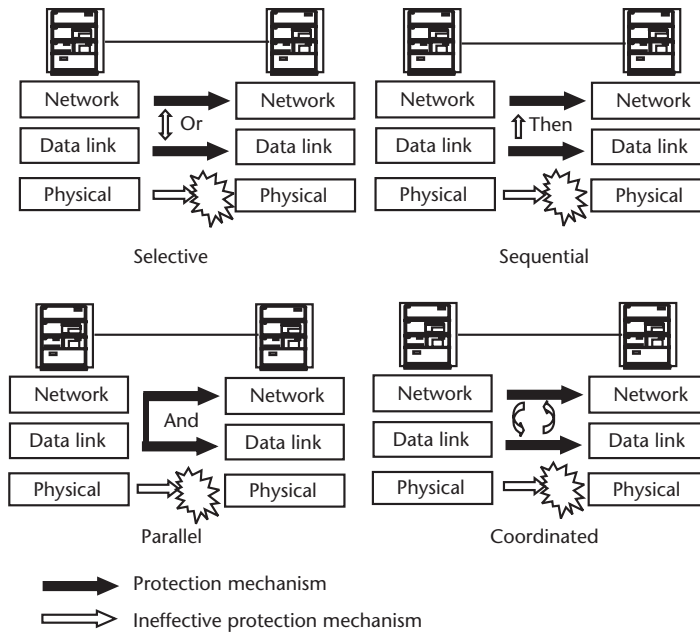 Network
Or
Network
Data link
Data link
Physical
Physical
Selective
Network
Then
Network
Data link
Data link
Physical
Physical
Sequential
Network
And
Network
Data link
Data link
Physical
Physical
Parallel
Network
Network
Data link
Data link
Physical
Physical
Coordinated
Protection mechanism
Ineffective protection mechanism